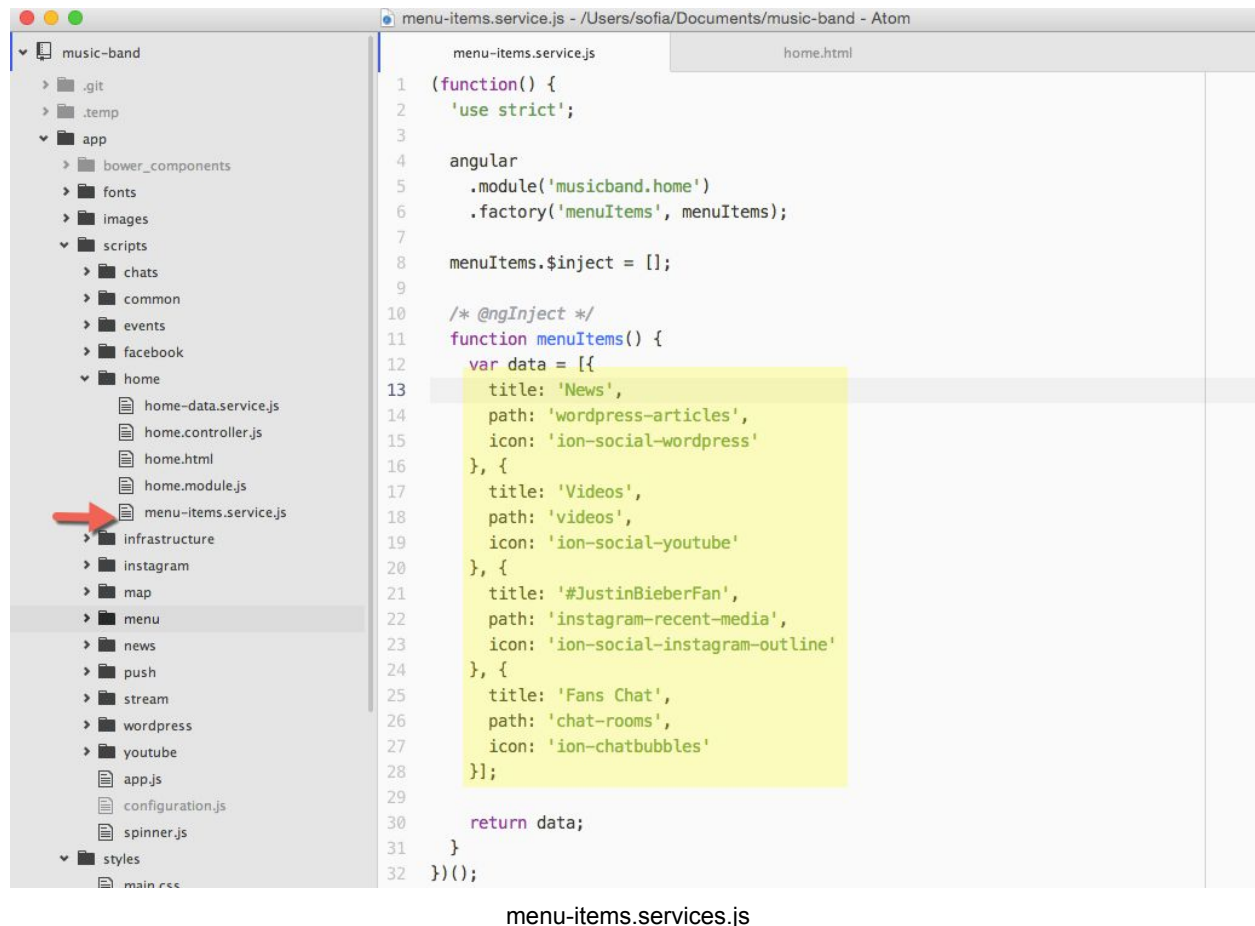 menu-items.service.js - /Users/sofia/Documents/music-band - Atom
music-band
.git
.temp
app
bower_components
fonts
images
scripts
chats
common
events
facebook
home
home-data.service.js
home.controller.js
home.html
home.module.js
menu-items.service.js
infrastructure
instagram
map
menu
news
push
stream
wordpress
youtube
app.js
configuration.js
spinner.js
styles
main.css
menu-items.service.js
home.html
1 (function() {
2 'use strict';
3
4 angular
5 .module('musicband.home')
6 .factory('menuItems', menuItems);
7
8 menuItems.$inject = [];
9
10 /* @ngInject */
11 function menuItems() {
12 var data = [{
13 title: 'News',
14 path: 'wordpress-articles',
15 icon: 'ion-social-wordpress'
16 }, {
17 title: 'Videos',
18 path: 'videos',
19 icon: 'ion-social-youtube'
20 }, {
21 title: '#JustinBieberFan',
22 path: 'instagram-recent-media',
23 icon: 'ion-social-instagram-outline'
24 }, {
25 title: 'Fans Chat',
26 path: 'chat-rooms',
27 icon: 'ion-chatbubbles'
28 }];
29
30 return data;
31 }
32 })();
menu-items.services.js